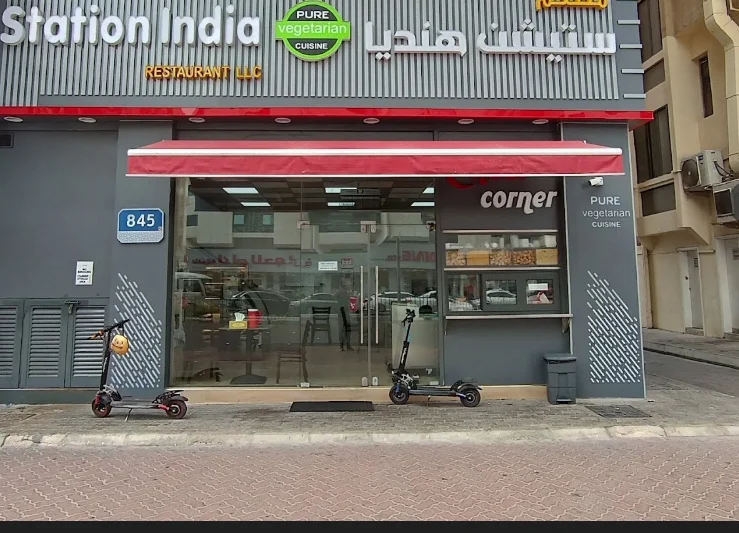 Station India
PURE
vegetarian
CUISINE
ستيشن هنديا
RESTAURANT LLC
corner
845
PURE
vegetarian
CUISINE